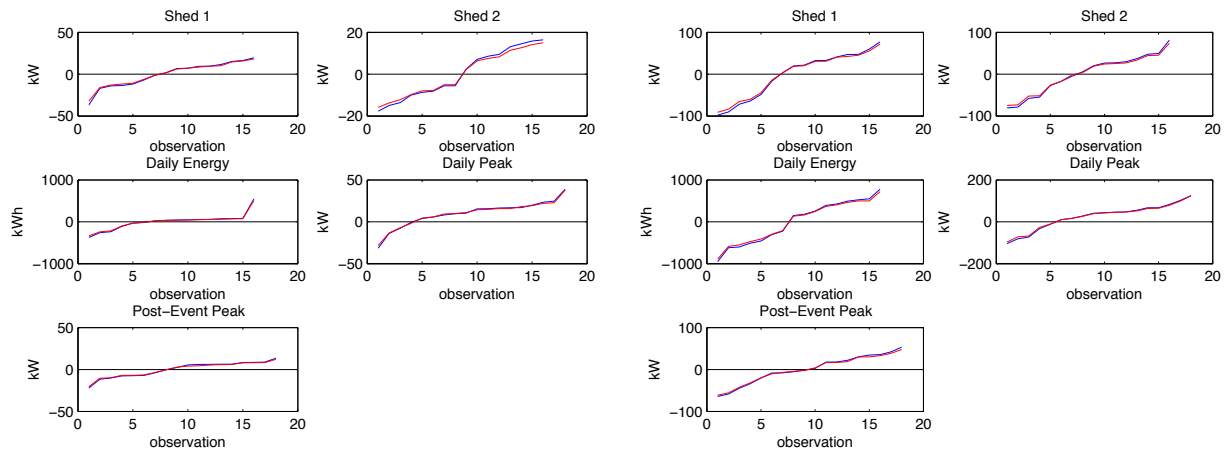 Shed 1
50
0
−50
kW
0 5 10 15 20
observation
Shed 2
20
0
−20
kW
0 5 10 15 20
observation
Daily Energy
1000
0
−1000
kWh
0 5 10 15 20
observation
Daily Peak
50
0
−50
kW
0 5 10 15 20
observation
Post−Event Peak
50
0
−50
kW
0 5 10 15 20
observation
Shed 1
100
0
−100
kW
0 5 10 15 20
observation
Shed 2
100
0
−100
kW
0 5 10 15 20
observation
Daily Energy
1000
0
−1000
kWh
0 5 10 15 20
observation
Daily Peak
200
0
−200
kW
0 5 10 15 20
observation
Post−Event Peak
100
0
−100
kW
0 5 10 15 20
observation